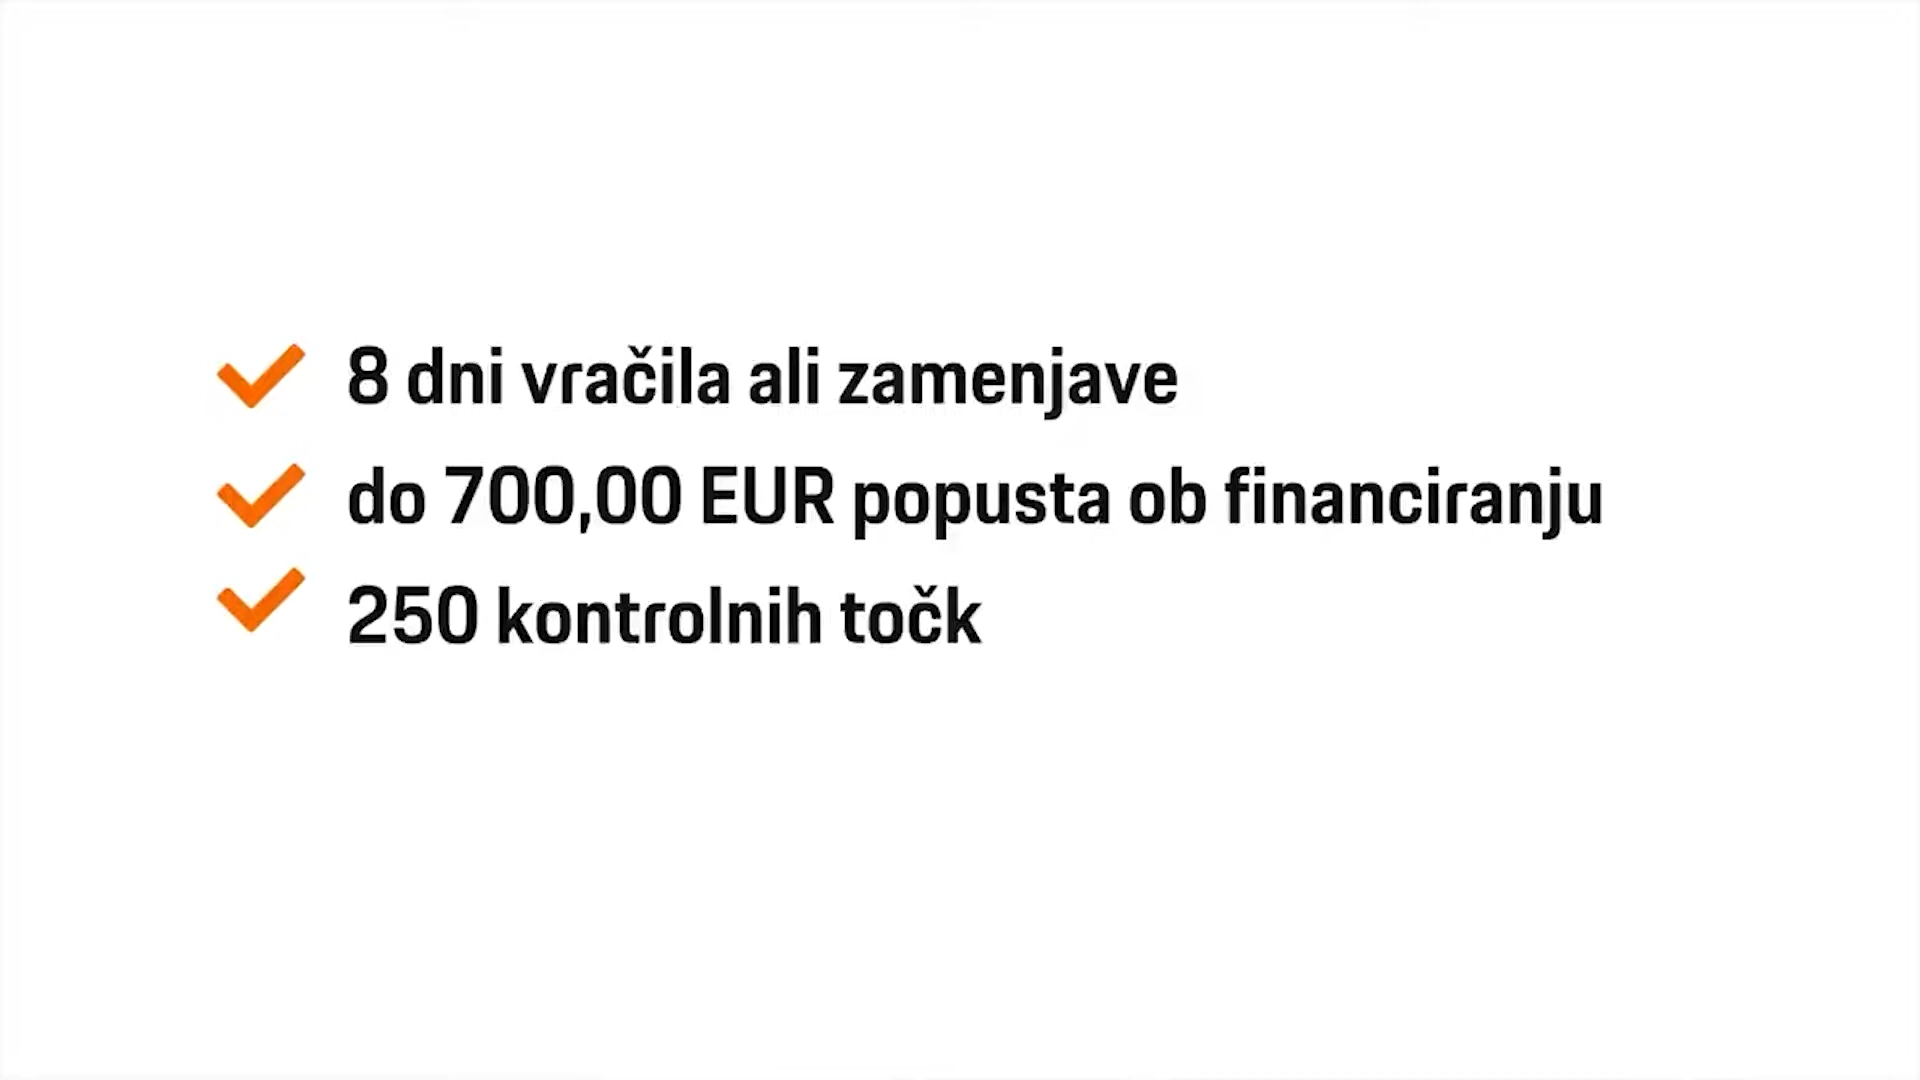 8 dni vračila ali zamenjave
do 700,00 EUR popusta ob financiranju
250 kontrolnih točk